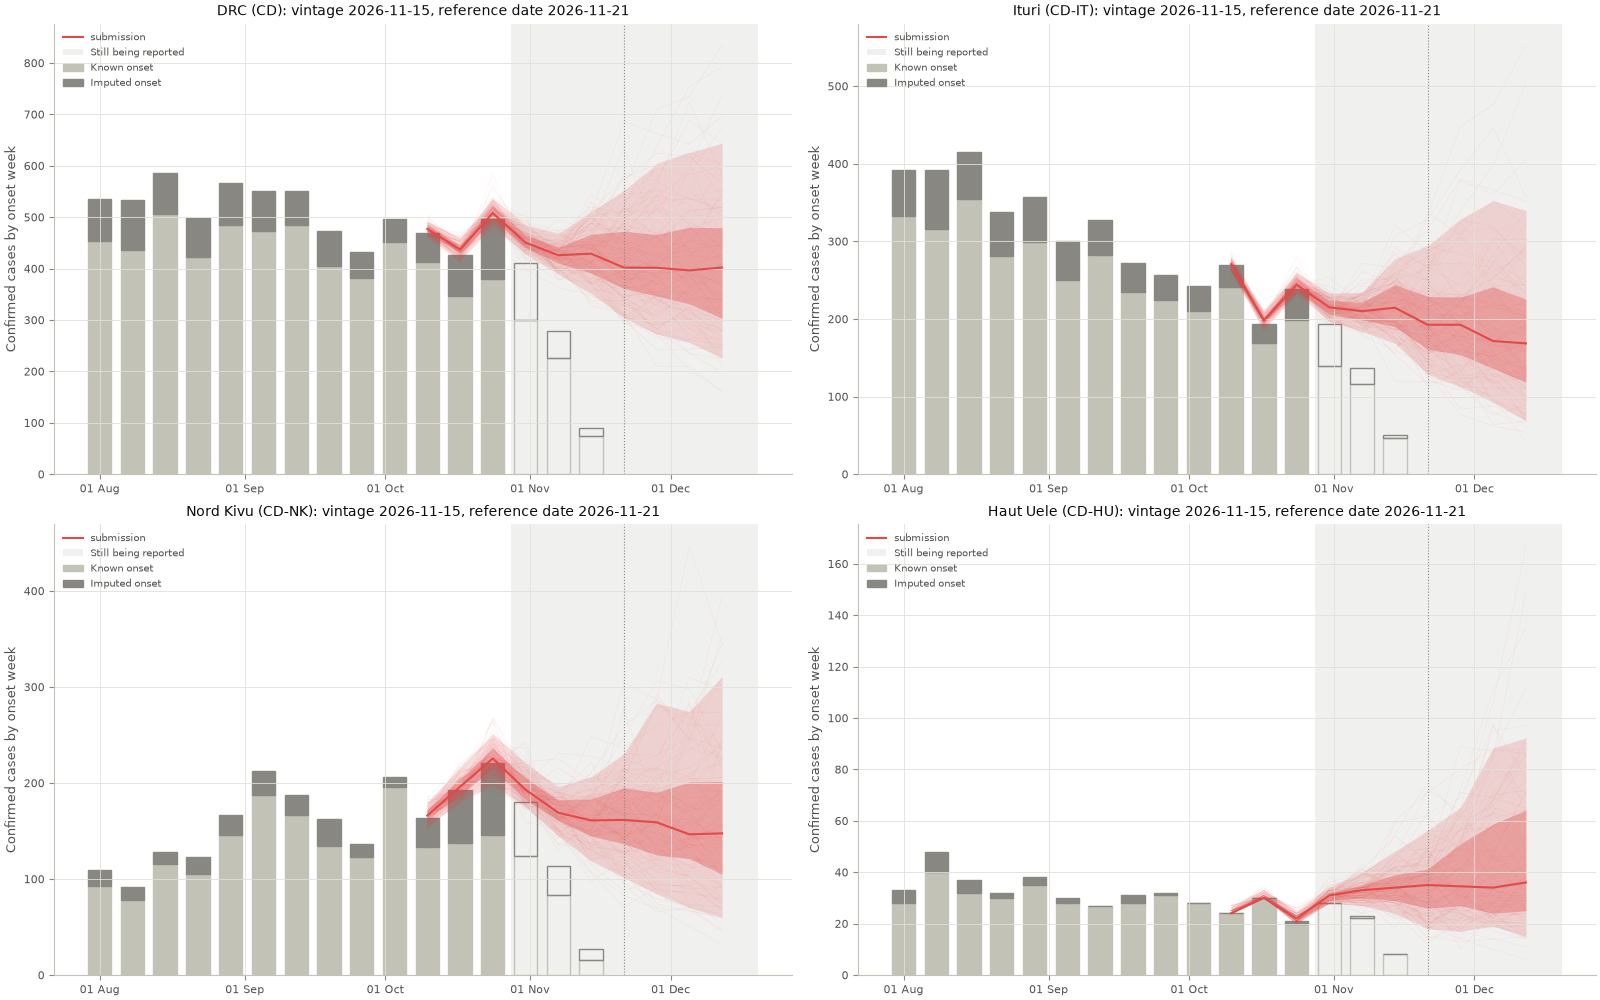 DRC (CD): vintage 2026-11-15, reference date 2026-11-21
submission
Still being reported
Known onset
Imputed onset
Confirmed cases by onset week
800
700
600
500
400
300
200
100
0
01 Aug
01 Sep
01 Oct
01 Nov
01 Dec
Ituri (CD-IT): vintage 2026-11-15, reference date 2026-11-21
submission
Still being reported
Known onset
Imputed onset
Confirmed cases by onset week
500
400
300
200
100
0
01 Aug
01 Sep
01 Oct
01 Nov
01 Dec
Nord Kivu (CD-NK): vintage 2026-11-15, reference date 2026-11-21
submission
Still being reported
Known onset
Imputed onset
Confirmed cases by onset week
400
300
200
100
0
01 Aug
01 Sep
01 Oct
01 Nov
01 Dec
Haut Uele (CD-HU): vintage 2026-11-15, reference date 2026-11-21
submission
Still being reported
Known onset
Imputed onset
Confirmed cases by onset week
160
140
120
100
80
60
40
20
0
01 Aug
01 Sep
01 Oct
01 Nov
01 Dec